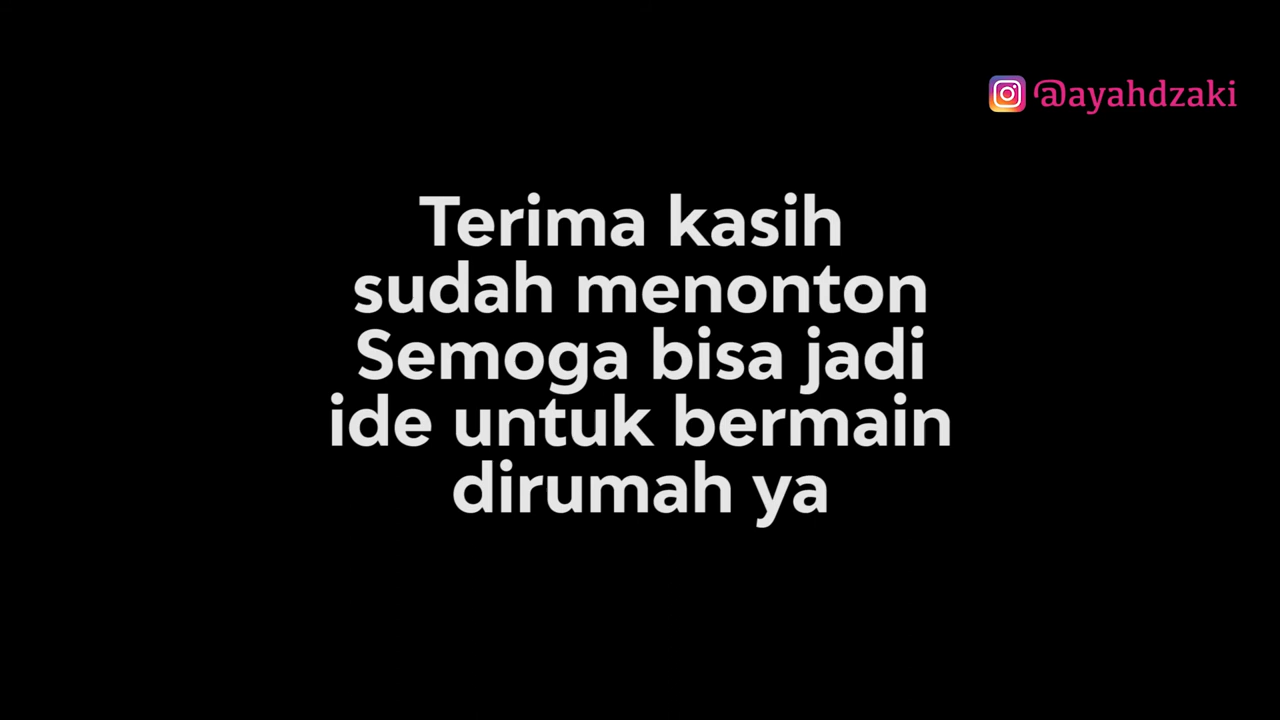 @ayahdzaki
Terima kasih
sudah menonton
Semoga bisa jadi
ide untuk bermain
dirumah ya